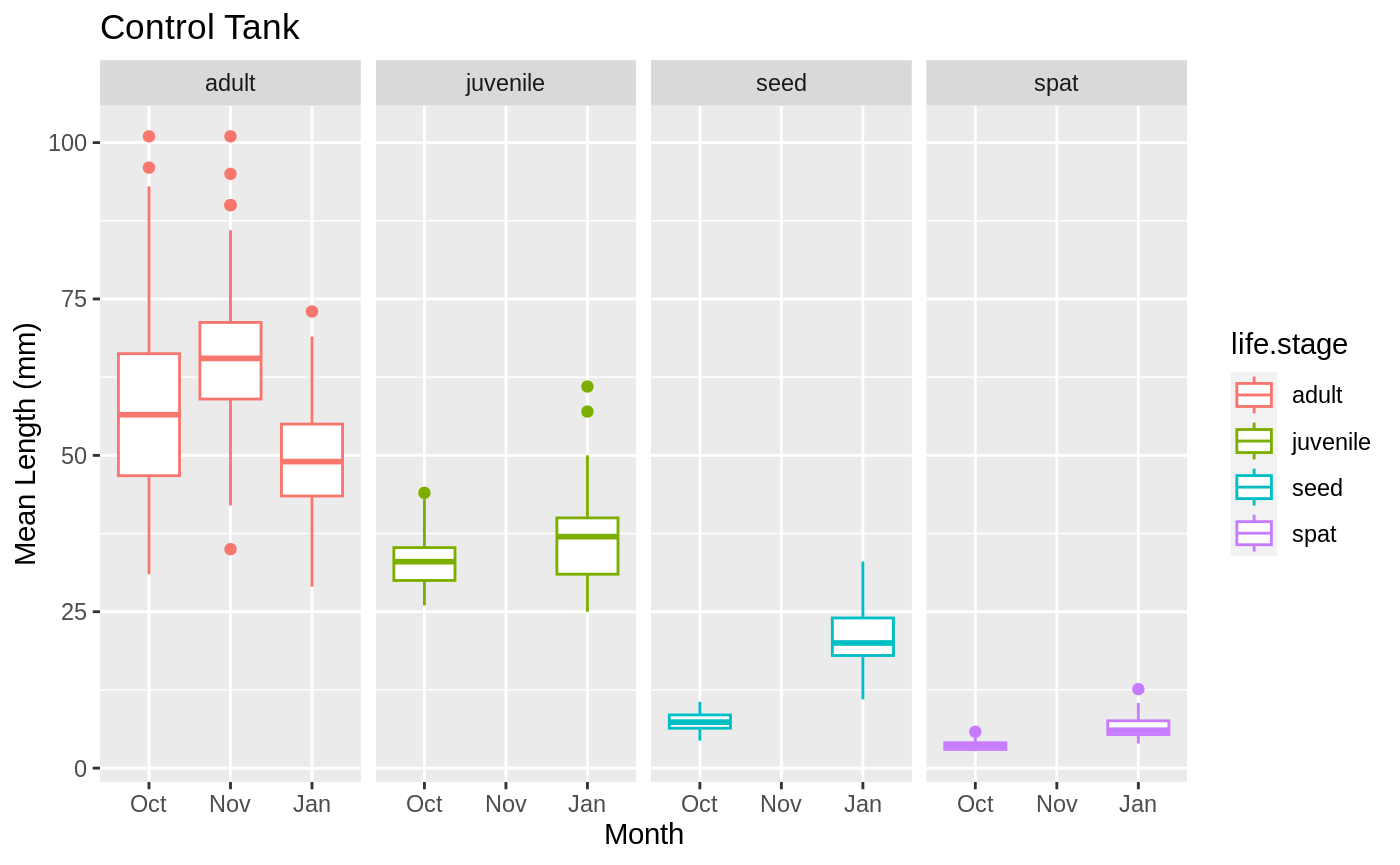 Control Tank
adult
juvenile
seed
spat
100
75
50
25
0
Mean Length (mm)
Oct Nov Jan
Oct Nov Jan
Oct Nov Jan
Oct Nov Jan
Month
life.stage
adult
juvenile
seed
spat